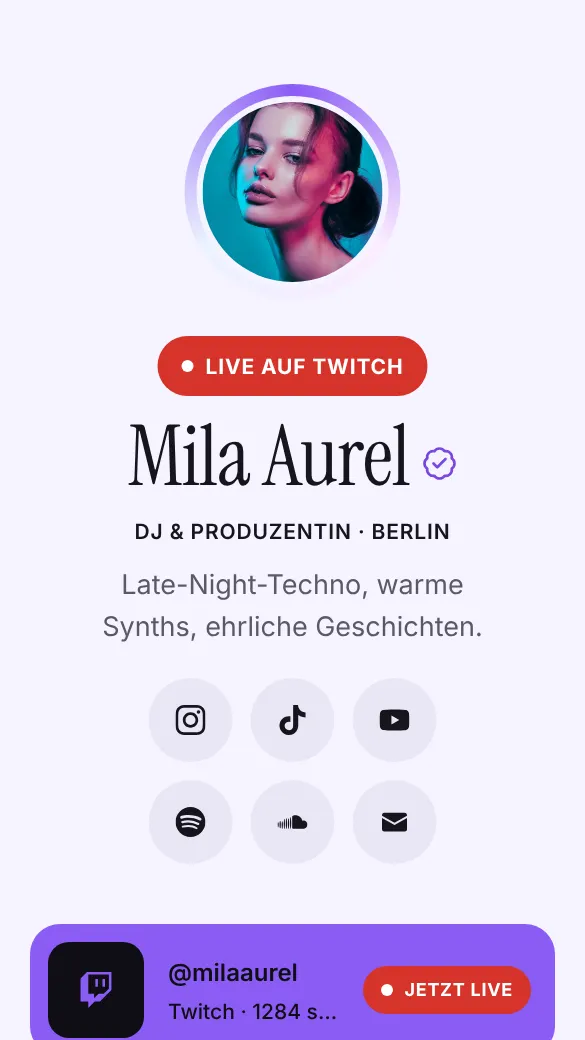 LIVE AUF TWITCH
Mila Aurel
DJ & PRODUZENTIN · BERLIN
Late-Night-Techno, warme
Synths, ehrliche Geschichten.
@milaaurel
Twitch · 1284 s...
JETZT LIVE